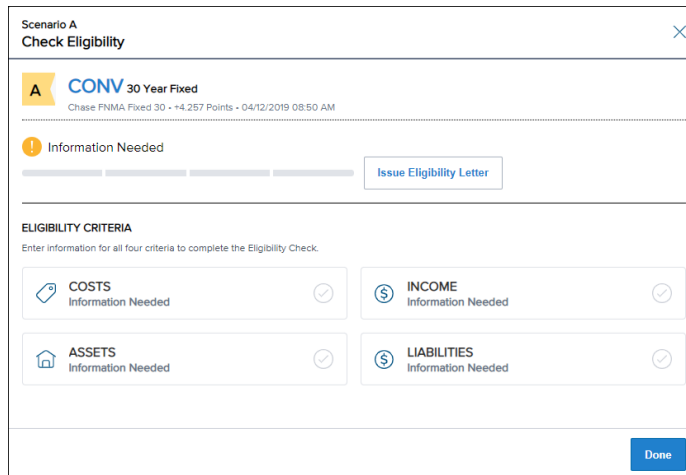 Scenario A
Check Eligibility
A
CONV 30 Year Fixed
Chase FNMA Fixed 30 • +4.257 Points • 04/12/2019 08:50 AM
! Information Needed
Issue Eligibility Letter
ELIGIBILITY CRITERIA
Enter information for all four criteria to complete the Eligibility Check.
COSTS
Information Needed
$ INCOME
Information Needed
ASSETS
Information Needed
$ LIABILITIES
Information Needed
Done